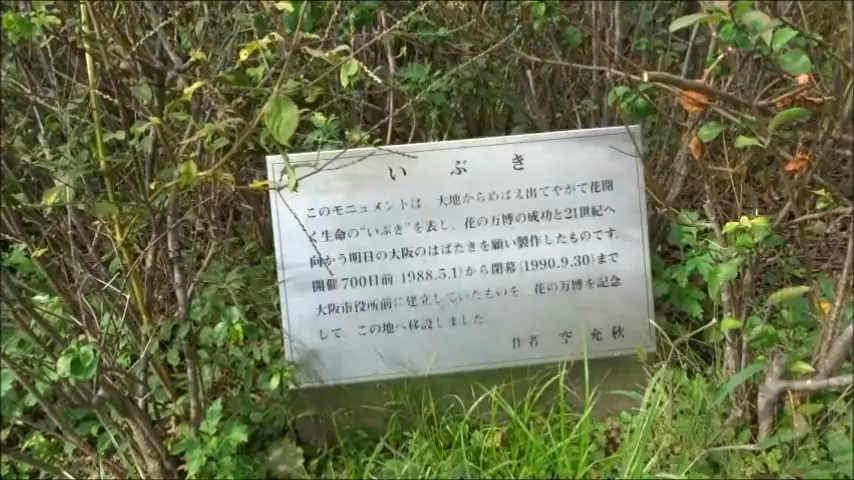 いぶき
このモニュメントは　大地からめばえ出てやがて花開
く生命の“いぶき”を表し、花の万博の成功と21世紀へ
向かう明日の大阪のはばたきを願い製作したものです。
開催700日前（1988.5.1）から閉幕（1990.9.30）まで
大阪市役所前に建立していたものを　花の万博を記念
して　この地へ移設しました。
作者　空　充　秋